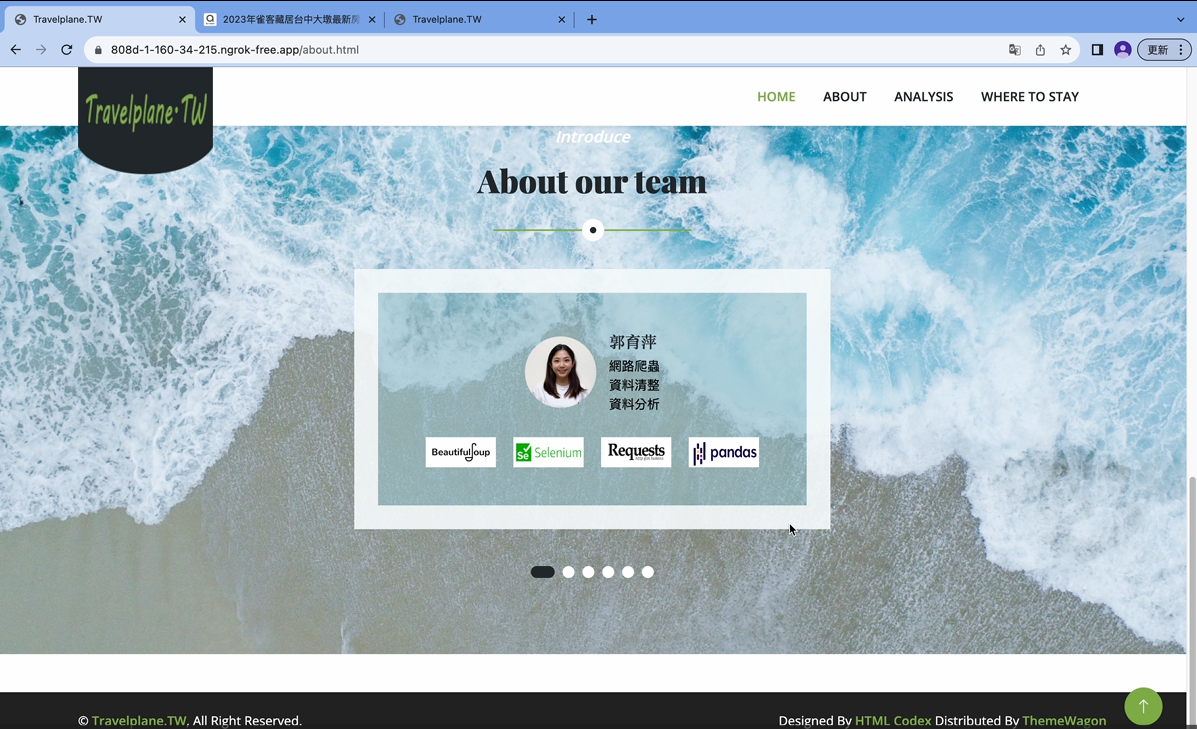 Travelplane.TW
2023年雀客藏居台中大墩最新房
Travelplane.TW
808d-1-160-34-215.ngrok-free.app/about.html
更新
Travelplane·TW
HOME
ABOUT
ANALYSIS
WHERE TO STAY
Introduce
About our team
郭育萍
網路爬蟲
資料清整
資料分析
BeautifulSoup
Se Selenium
Requests
pandas
© Travelplane.TW, All Right Reserved.
Designed By HTML Codex Distributed By ThemeWagon